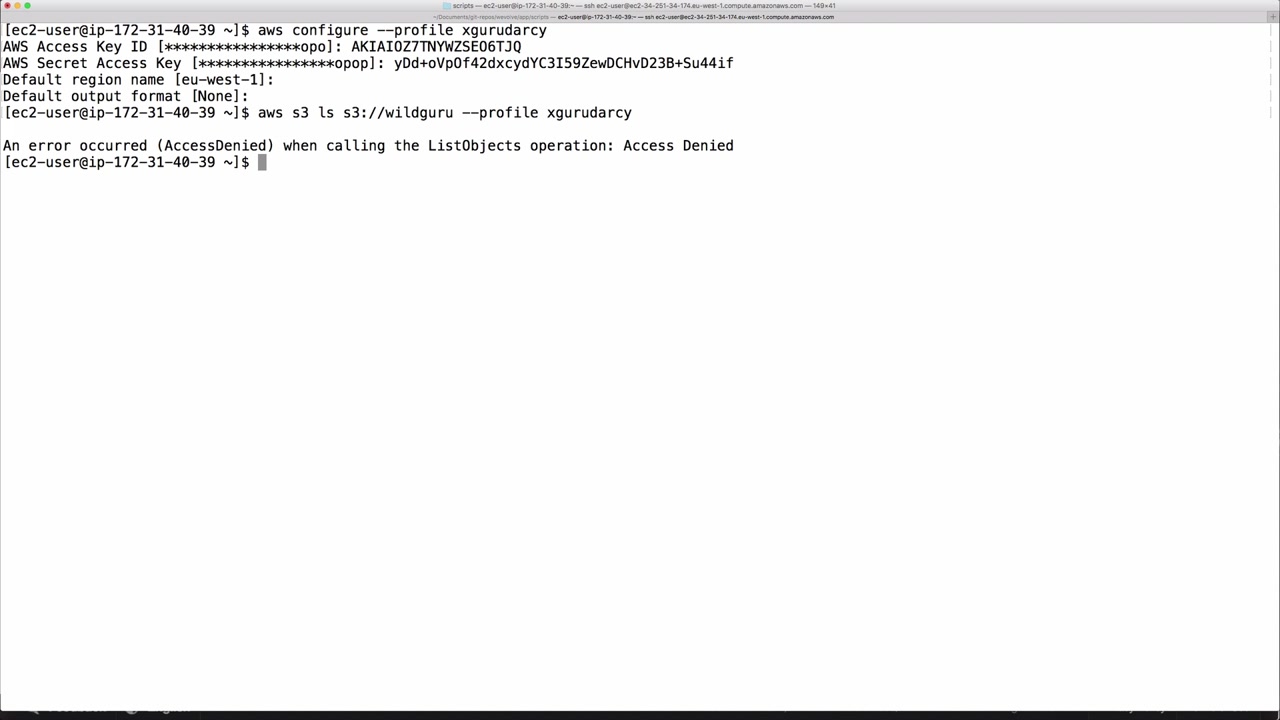 scripts — ec2-user@ip-172-31-40-39:~ — ssh ec2-user@ec2-34-251-34-174.eu-west-1.compute.amazonaws.com — 149×41
~/Documents/git-repos/wevolve/app/scripts — ec2-user@ip-172-31-40-39:~ — ssh ec2-user@ec2-34-251-34-174.eu-west-1.compute.amazonaws.com
[ec2-user@ip-172-31-40-39 ~]$ aws configure --profile xgurudarcy
AWS Access Key ID [****************opo]: AKIAIOZ7TNYWZSEO6TJQ
AWS Secret Access Key [****************opop]: 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
Default region name [eu-west-1]:
Default output format [None]:
[ec2-user@ip-172-31-40-39 ~]$ aws s3 ls s3://wildguru --profile xgurudarcy
An error occurred (AccessDenied) when calling the ListObjects operation: Access Denied
[ec2-user@ip-172-31-40-39 ~]$